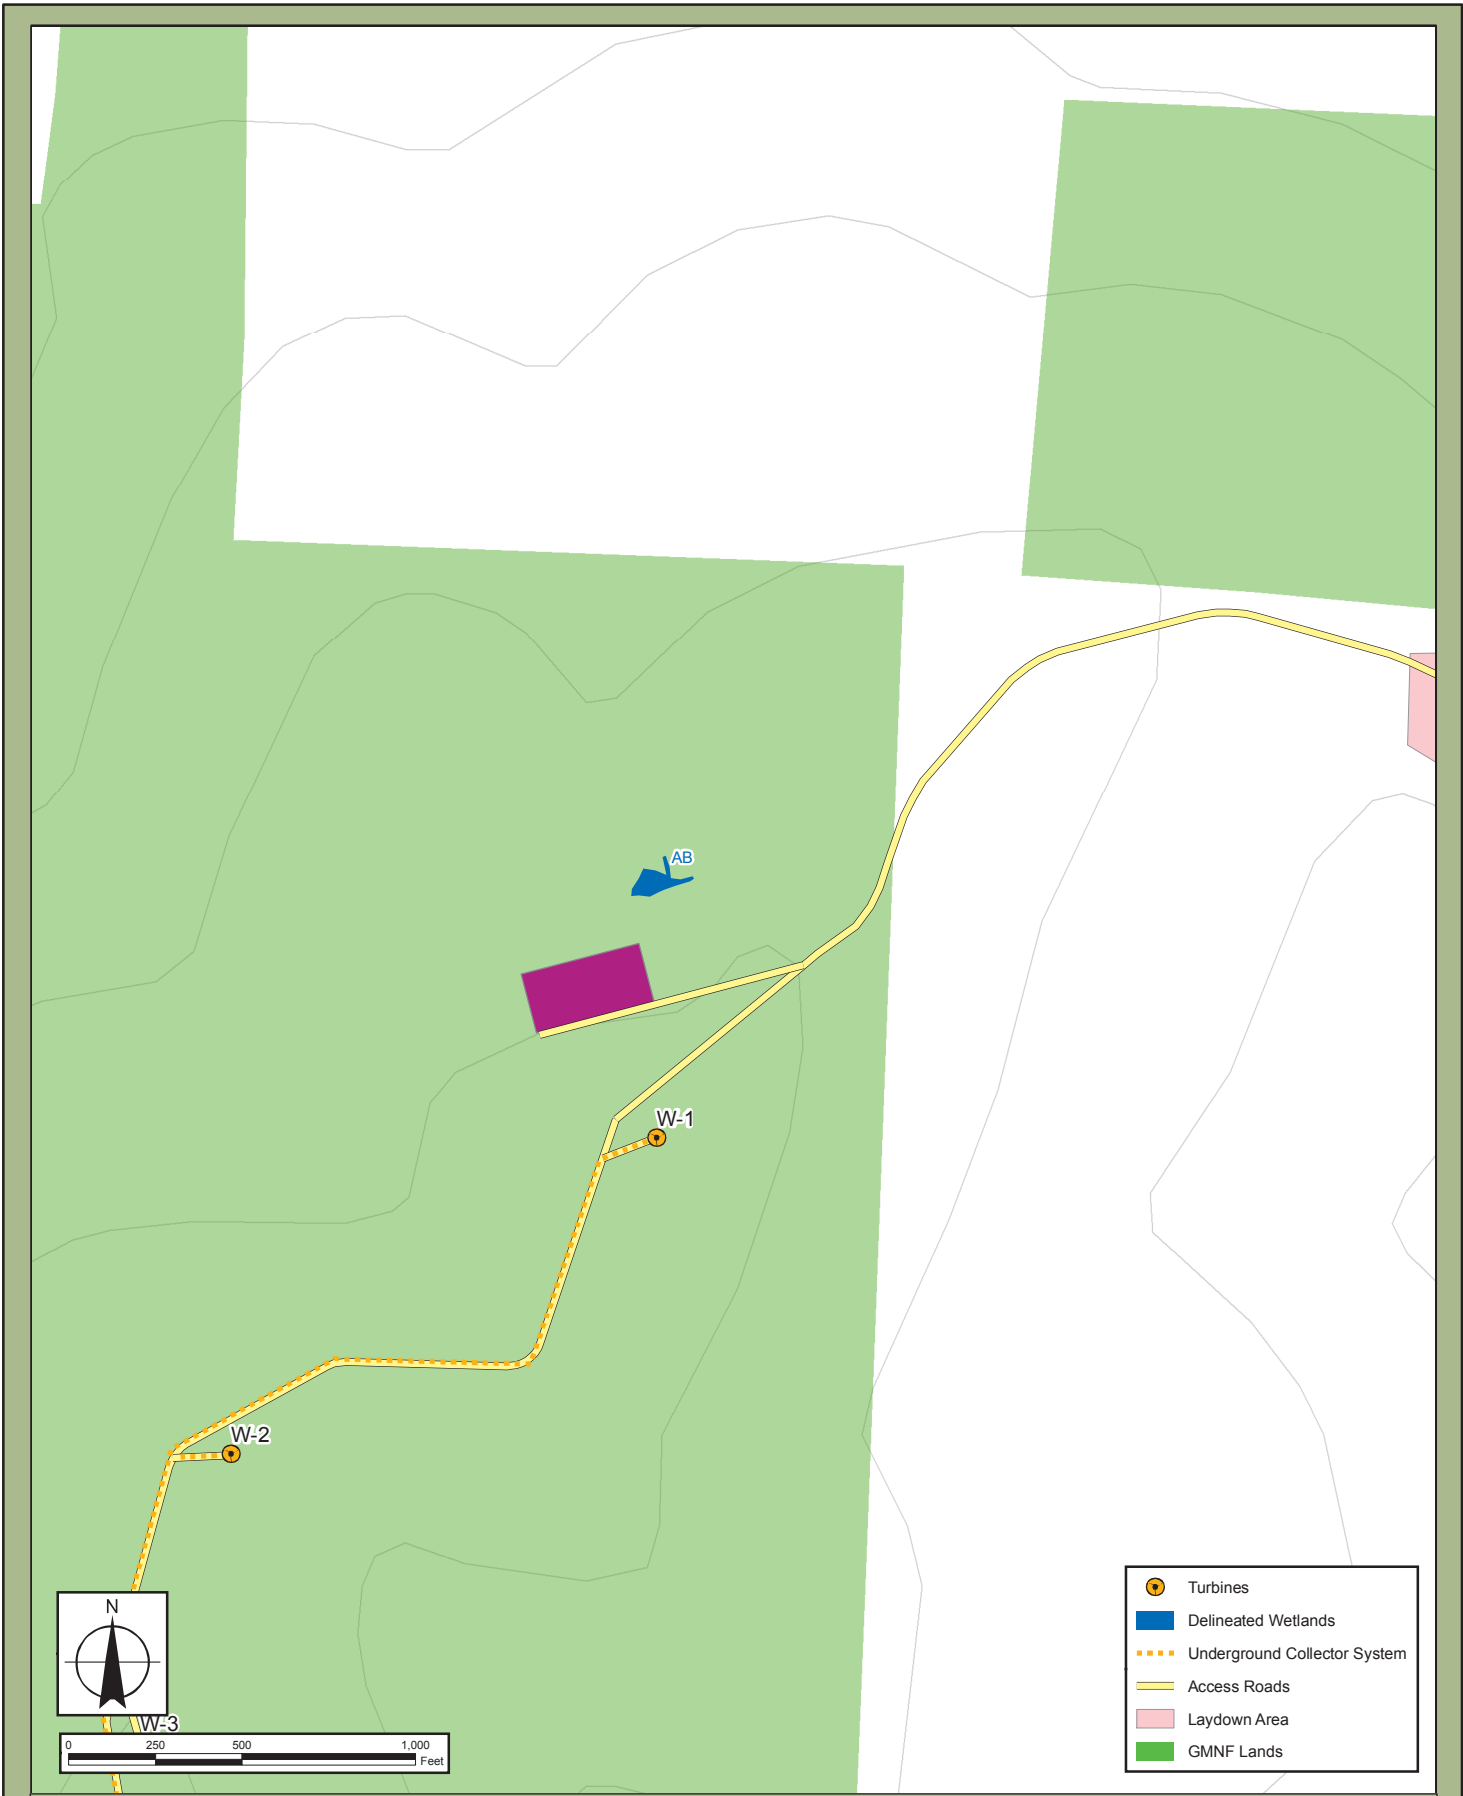 AB
W-1
W-2
N
W-3
0 250 500 1,000
Feet
Turbines
Delineated Wetlands
Underground Collector System
Access Roads
Laydown Area
GMNF Lands